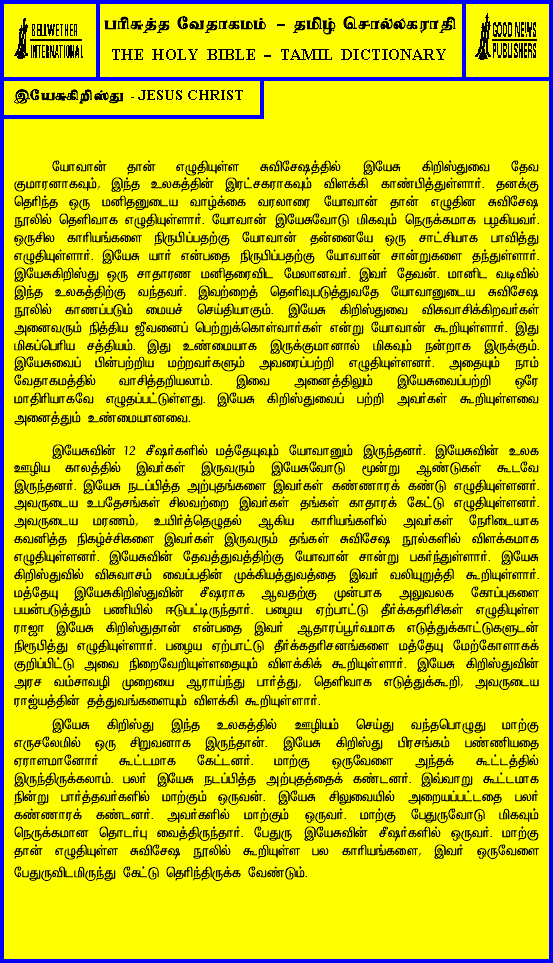 BELLWETHER
INTERNATIONAL
பரிசுத்த வேதாகமம் – தமிழ் சொல்லகராதி
THE HOLY BIBLE – TAMIL DICTIONARY
GOOD NEWS
PUBLISHERS
இயேசுகிறிஸ்து - JESUS CHRIST
யோவான் தான் எழுதியுள்ள சுவிசேஷத்தில் இயேசு கிறிஸ்துவை தேவ
குமாரனாகவும், இந்த உலகத்தின் இரட்சகராகவும் விளக்கி காண்பித்துள்ளார். தனக்கு
தெரிந்த ஒரு மனிதனுடைய வாழ்க்கை வரலாரை யோவான் தான் எழுதின சுவிசேஷ
நூலில் தெளிவாக எழுதியுள்ளார். யோவான் இயேசுவோடு மிகவும் நெருக்கமாக பழகியவர்.
ஒருசில காரியங்களை நிருபிப்பதற்கு யோவான் தன்னையே ஒரு சாட்சியாக பாவித்து
எழுதியுள்ளார். இயேசு யார் என்பதை நிருபிப்பதற்கு யோவான் சான்றுகளை தந்துள்ளார்.
இயேசுகிறிஸ்து ஒரு சாதாரண மனிதரைவிட மேலானவர். இவர் தேவன். மானிட வடிவில்
இந்த உலகத்திற்கு வந்தவர். இவற்றைத் தெளிவுபடுத்துவதே யோவானுடைய சுவிசேஷ
நூலில் காணப்படும் மையச் செய்தியாகும். இயேசு கிறிஸ்துவை விசுவாசிக்கிறவர்கள்
அனைவரும் நித்திய ஜீவனைப் பெற்றுக்கொள்வார்கள் என்று யோவான் கூறியுள்ளார். இது
மிகப்பெரிய சத்தியம். இது உண்மையாக இருக்குமானால் மிகவும் நன்றாக இருக்கும்.
இயேசுவைப் பின்பற்றிய மற்றவர்களும் அவரைப்பற்றி எழுதியுள்ளனர். அதையும் நாம்
வேதாகமத்தில் வாசித்தறியலாம். இவை அனைத்திலும் இயேசுவைப்பற்றி ஒரே
மாதிரியாகவே எழுதப்பட்டுள்ளது. இயேசு கிறிஸ்துவைப் பற்றி அவர்கள் கூறியுள்ளவை
அனைத்தும் உண்மையானவை.
இயேசுவின் 12 சீஷர்களில் மத்தேயுவும் யோவானும் இருந்தனர். இயேசுவின் உலக
ஊழிய காலத்தில் இவர்கள் இருவரும் இயேசுவோடு மூன்று ஆண்டுகள் கூடவே
இருந்தனர். இயேசு நடப்பித்த அற்புதங்களை இவர்கள் கண்ணாரக் கண்டு எழுதியுள்ளனர்.
அவருடைய உபதேசங்கள் சிலவற்றை இவர்கள் தங்கள் காதாரக் கேட்டு எழுதியுள்ளனர்.
அவருடைய மரணம், உயிர்த்தெழுதல் ஆகிய காரியங்களில் அவர்கள் நேரிடையாக
கவனித்த நிகழ்ச்சிகளை இவர்கள் இருவரும் தங்கள் சுவிசேஷ நூல்களில் விளக்கமாக
எழுதியுள்ளனர். இயேசுவின் தேவத்துவத்திற்கு யோவான் சான்று பகர்ந்துள்ளார். இயேசு
கிறிஸ்துவில் விசுவாசம் வைப்பதின் முக்கியத்துவத்தை இவர் வலியுறுத்தி கூறியுள்ளார்.
மத்தேயு இயேசுகிறிஸ்துவின் சீஷராக ஆவதற்கு முன்பாக அலுவலக கோப்புகளை
பயன்படுத்தும் பணியில் ஈடுபட்டிருந்தார். பழைய ஏற்பாட்டு தீர்க்கதரிசிகள் எழுதியுள்ள
ராஜா இயேசு கிறிஸ்துதான் என்பதை இவர் ஆதாரப்பூர்வமாக எடுத்துக்காட்டுகளுடன்
நிரூபித்து எழுதியுள்ளார். பழைய ஏற்பாட்டு தீர்க்கதரிசனங்களை மத்தேயு மேற்கோளாகக்
குறிப்பிட்டு அவை நிறைவேறியுள்ளதையும் விளக்கிக் கூறியுள்ளார். இயேசு கிறிஸ்துவின்
அரச வம்சாவழி முறையை ஆராய்ந்து பார்த்து, தெளிவாக எடுத்துக்கூறி, அவருடைய
ராஜ்யத்தின் தத்துவங்களையும் விளக்கி கூறியுள்ளார்.
இயேசு கிறிஸ்து இந்த உலகத்தில் ஊழியம் செய்து வந்தபொழுது மாற்கு
எருசலேமில் ஒரு சிறுவனாக இருந்தான். இயேசு கிறிஸ்து பிரசங்கம் பண்ணியதை
ஏராளமானோர் கூட்டமாக கேட்டனர். மாற்கு ஒருவேளை அந்தக் கூட்டத்தில்
இருந்திருக்கலாம். பலர் இயேசு நடப்பித்த அற்புதத்தைக் கண்டனர். இவ்வாறு கூட்டமாக
நின்று பார்த்தவர்களில் மாற்கும் ஒருவன். இயேசு சிலுவையில் அறையப்பட்டதை பலர்
கண்ணாரக் கண்டனர். அவர்களில் மாற்கும் ஒருவர். மாற்கு பேதுருவோடு மிகவும்
நெருக்கமான தொடர்பு வைத்திருந்தார். பேதுரு இயேசுவின் சீஷர்களில் ஒருவர். மாற்கு
தான் எழுதியுள்ள சுவிசேஷ நூலில் கூறியுள்ள பல காரியங்களை, இவர் ஒருவேளை
பேதுருவிடமிருந்து கேட்டு தெரிந்திருக்க வேண்டும்.